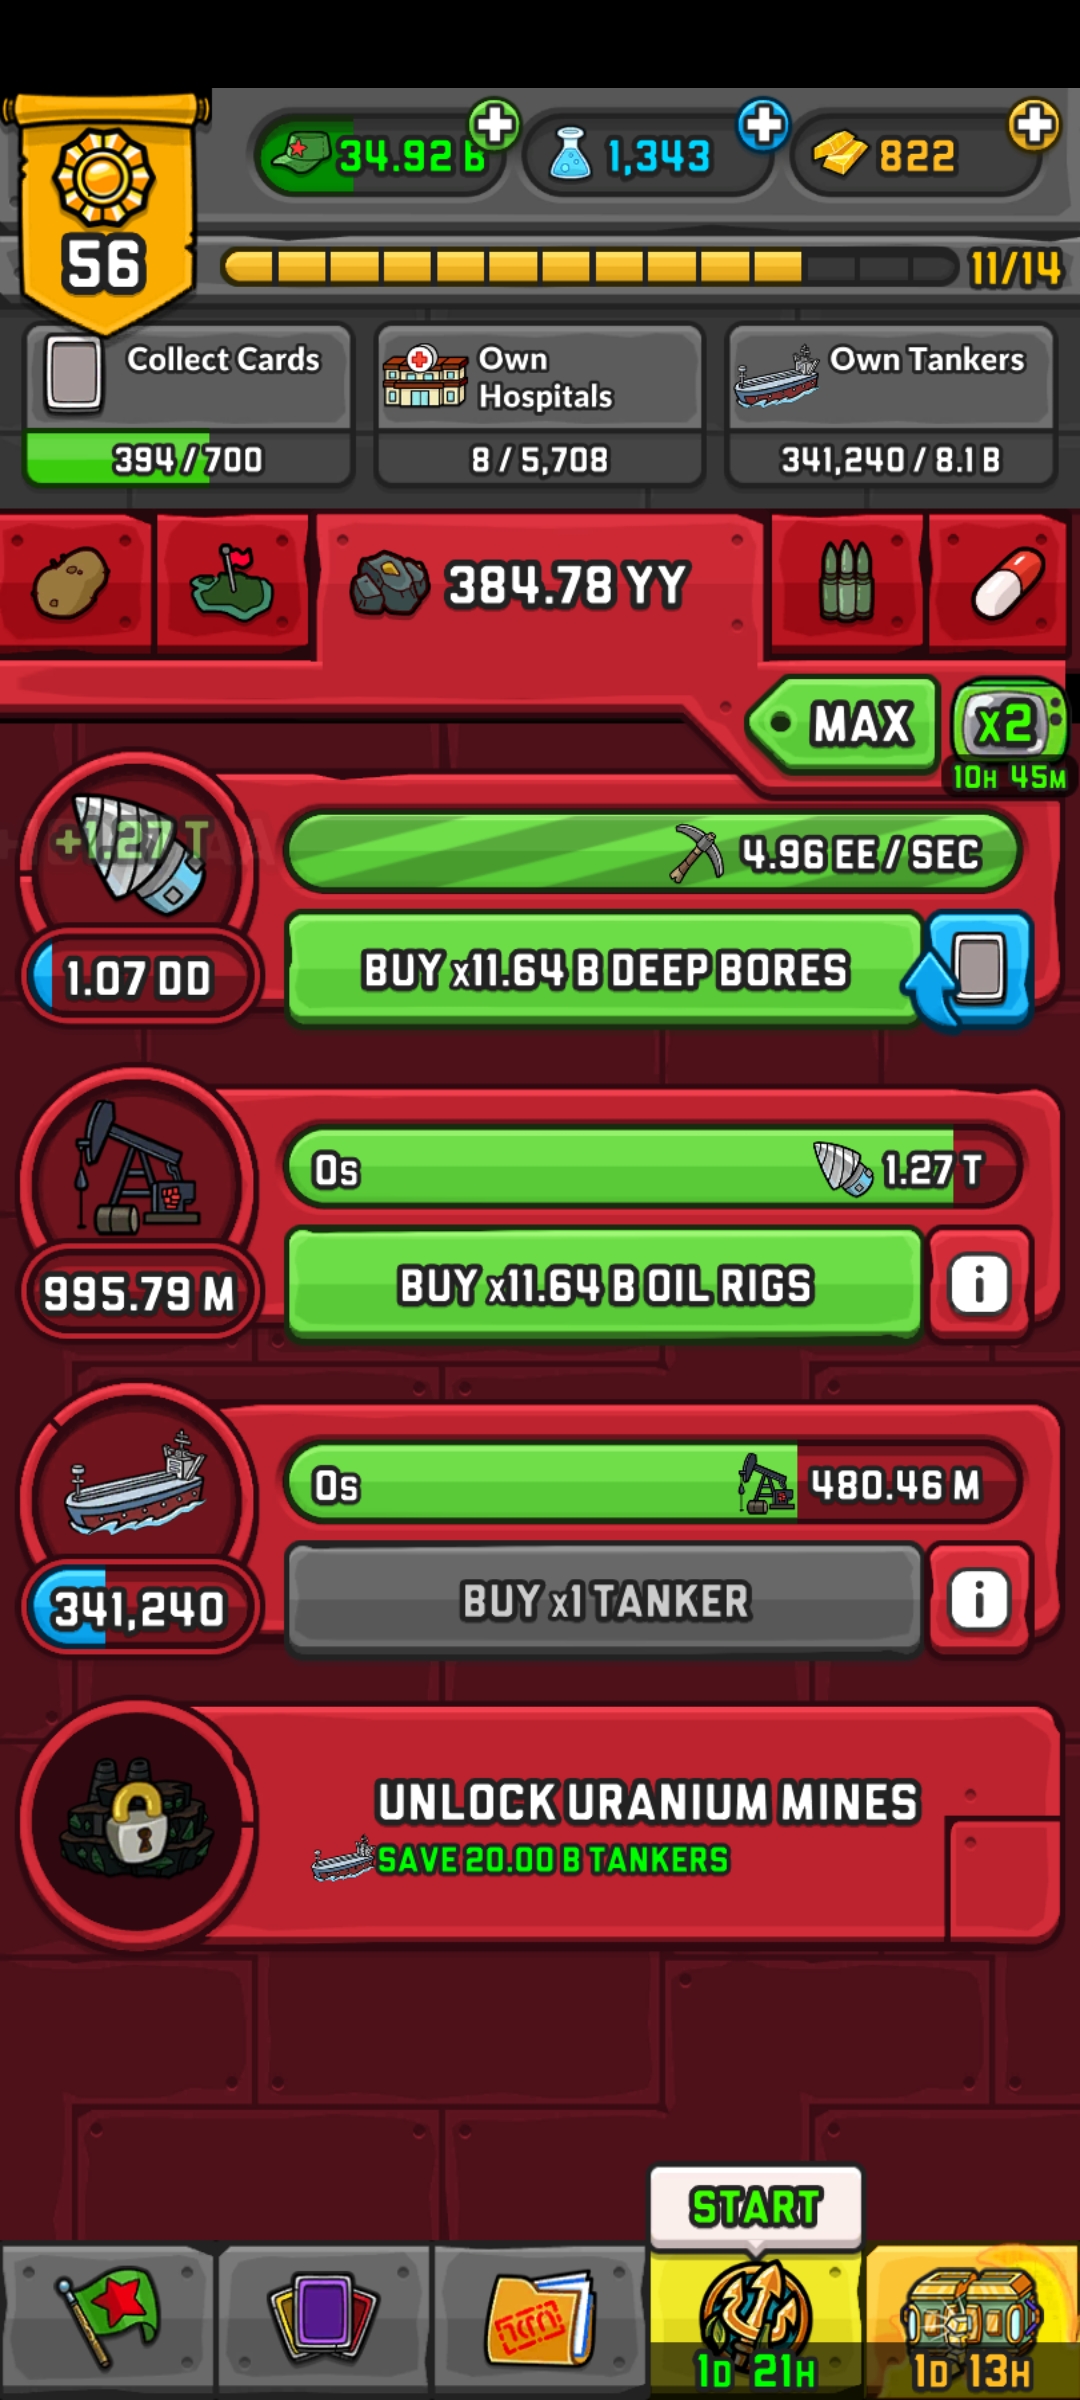 56
34.92 B
1,343
822
11/14
Collect Cards
394/700
Own
Hospitals
8/5,708
Own Tankers
341,240/8.1 B
384.78 YY
MAX
x2
10H 45M
+1.27 T
4.96 EE/SEC
1.07 DD
BUY x11.64 B DEEP BORES
0s
1.27 T
995.79 M
BUY x11.64 B OIL RIGS
i
0s
480.46 M
341,240
BUY x1 TANKER
i
UNLOCK URANIUM MINES
SAVE 20.00 B TANKERS
START
1D 21H
1D 13H